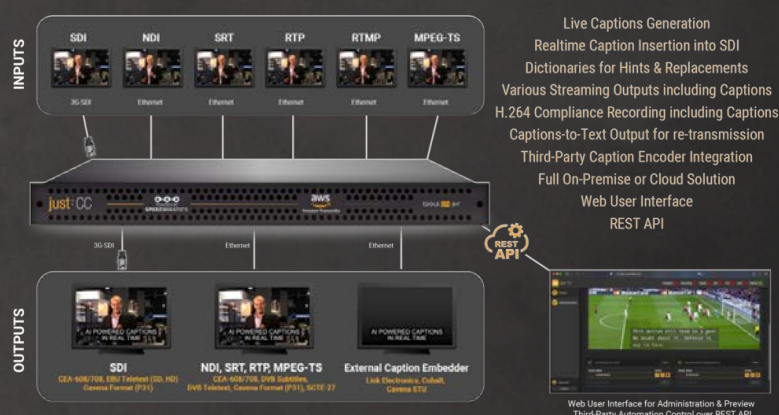 INPUTS
SDI
NDI
SRT
RTP
RTMP
MPEG-TS
3G-SDI
Ethernet
Ethernet
Ethernet
Ethernet
Ethernet
just:CC
SPEECHMATICS
aws
TOOLS ON AIR
3G-SDI
Ethernet
Ethernet
REST
API
OUTPUTS
AI POWERED CAPTIONS
IN REAL TIME
AI POWERED CAPTIONS
IN REAL TIME
AI POWERED CAPTIONS
IN REAL TIME
SDI
CEA-608/708, EBU Teletext (SD, HD)
Cavena Format (P31)
NDI, SRT, RTP, MPEG-TS
CEA-608/708, DVB Subtitles,
DVB Teletext, Cavena Format (P31), SCTE-27
External Caption Embedder
Link Electronics, Cubalt,
Cavena ETU
Live Captions Generation
Realtime Caption Insertion into SDI
Dictionaries for Hints & Replacements
Various Streaming Outputs including Captions
H.264 Compliance Recording including Captions
Captions-to-Text Output for re-transmission
Third-Party Caption Encoder Integration
Full On-Premise or Cloud Solution
Web User Interface
REST API
Web User Interface for Administration & Preview
Third-Party Automation Control over REST API